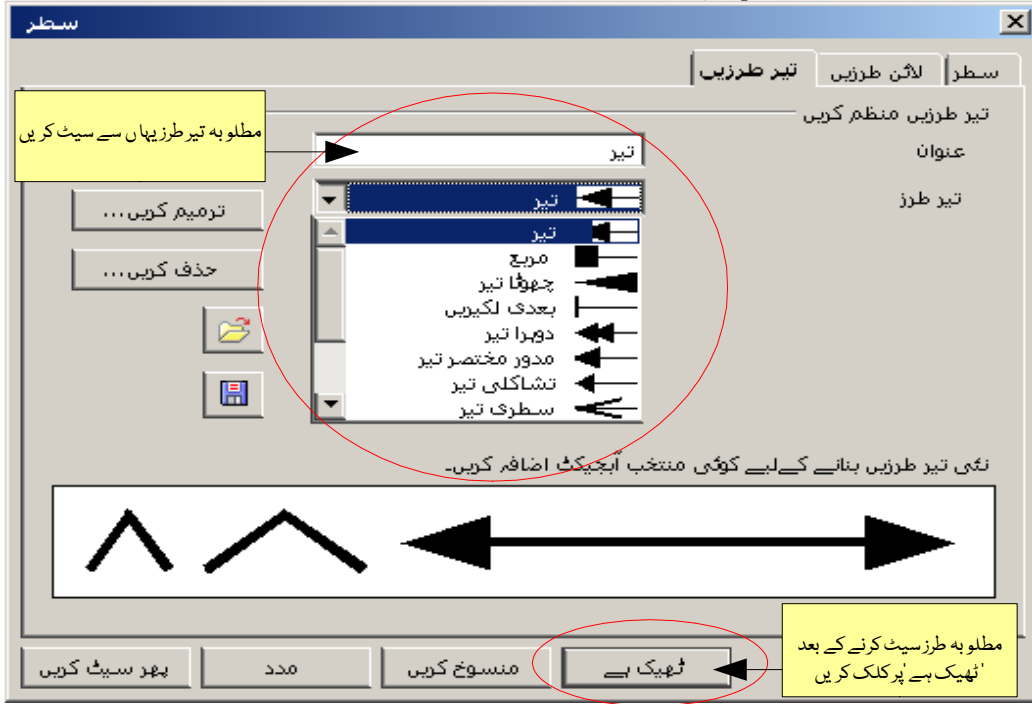 سطر
سطر
لائن طرزیں
تیر طرزیں
تیر طرزیں منظم کریں
عنوان
تیر
مطلوبہ تیر طرز یہاں سے سیٹ کریں
تیر طرز
تیر
ترمیم کریں...
حذف کریں...
تیر
مربع
چھوٹا تیر
بعدی لکیریں
دوہرا تیر
مدور مختصر تیر
تشاکلی تیر
سطری تیر
نئی تیر طرزیں بنانے کےلیے کوئی منتخب آبجیکٹ اضافہ کریں۔
مطلوبہ طرز سیٹ کرنے کے بعد
'ٹھیک ہے' پر کلک کریں
ٹھیک ہے
منسوخ کریں
مدد
پھر سیٹ کریں